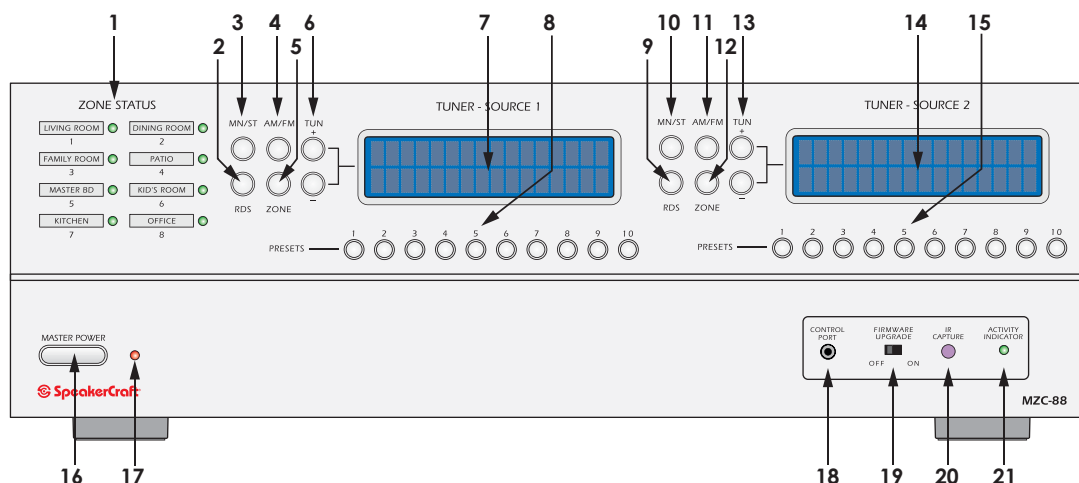 1 3 4 6 7 8 10 11 13 14 15
2 5 9 12
ZONE STATUS
TUNER - SOURCE 1
TUNER - SOURCE 2
LIVING ROOM DINING ROOM
1 2
FAMILY ROOM PATIO
3 4
MASTER BD KID'S ROOM
5 6
KITCHEN OFFICE
7 8
MN/ST AM/FM TUN
+
RDS ZONE –
MN/ST AM/FM TUN
+
RDS ZONE –
PRESETS 1 2 3 4 5 6 7 8 9 10
PRESETS 1 2 3 4 5 6 7 8 9 10
MASTER POWER
SpeakerCraft
CONTROL PORT
FIRMWARE UPGRADE
OFF ON
IR CAPTURE
ACTIVITY INDICATOR
MZC-88
16 17 18 19 20 21